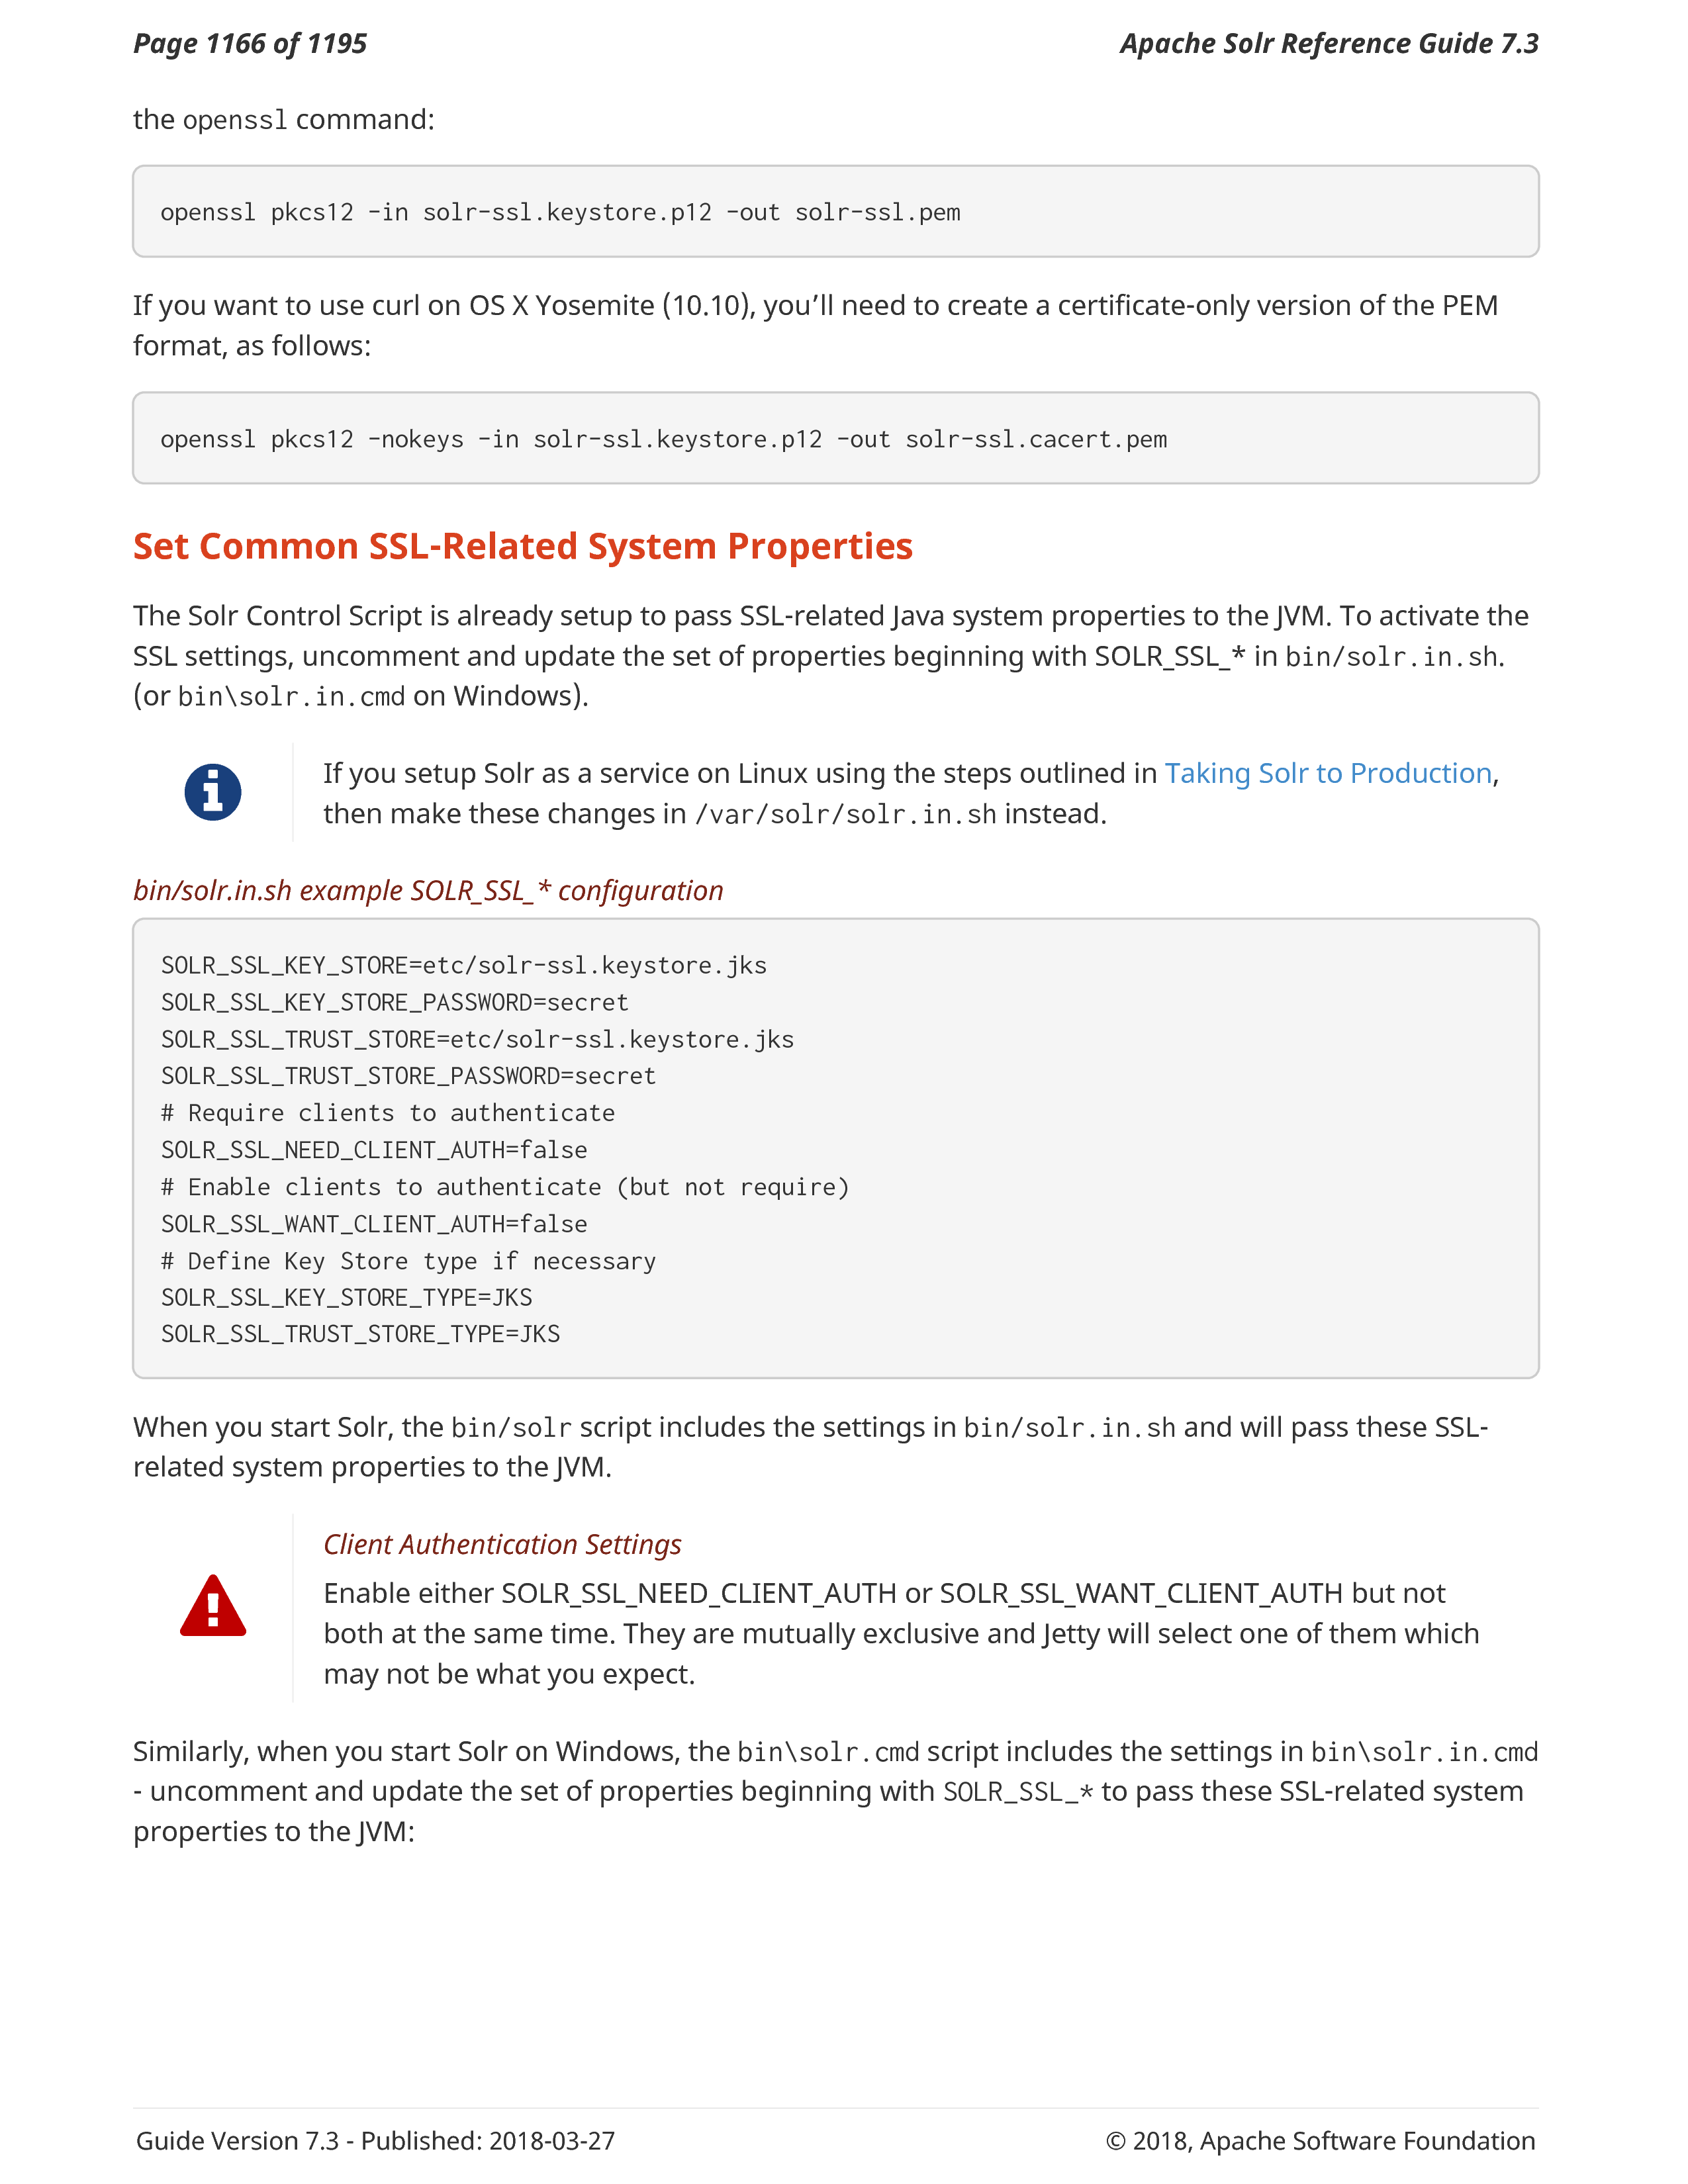 Page 1166 of 1195
Apache Solr Reference Guide 7.3
the openssl command:
openssl pkcs12 -in solr-ssl.keystore.p12 -out solr-ssl.pem
If you want to use curl on OS X Yosemite (10.10), you’ll need to create a certificate-only version of the PEM
format, as follows:
openssl pkcs12 -nokeys -in solr-ssl.keystore.p12 -out solr-ssl.cacert.pem
Set Common SSL-Related System Properties
The Solr Control Script is already setup to pass SSL-related Java system properties to the JVM. To activate the
SSL settings, uncomment and update the set of properties beginning with SOLR_SSL_* in bin/solr.in.sh.
(or bin\solr.in.cmd on Windows).
If you setup Solr as a service on Linux using the steps outlined in Taking Solr to Production,
then make these changes in /var/solr/solr.in.sh instead.
bin/solr.in.sh example SOLR_SSL_* configuration
SOLR_SSL_KEY_STORE=etc/solr-ssl.keystore.jks
SOLR_SSL_KEY_STORE_PASSWORD=secret
SOLR_SSL_TRUST_STORE=etc/solr-ssl.keystore.jks
SOLR_SSL_TRUST_STORE_PASSWORD=secret
# Require clients to authenticate
SOLR_SSL_NEED_CLIENT_AUTH=false
# Enable clients to authenticate (but not require)
SOLR_SSL_WANT_CLIENT_AUTH=false
# Define Key Store type if necessary
SOLR_SSL_KEY_STORE_TYPE=JKS
SOLR_SSL_TRUST_STORE_TYPE=JKS
When you start Solr, the bin/solr script includes the settings in bin/solr.in.sh and will pass these SSL-
related system properties to the JVM.
Client Authentication Settings
Enable either SOLR_SSL_NEED_CLIENT_AUTH or SOLR_SSL_WANT_CLIENT_AUTH but not
both at the same time. They are mutually exclusive and Jetty will select one of them which
may not be what you expect.
Similarly, when you start Solr on Windows, the bin\solr.cmd script includes the settings in bin\solr.in.cmd
- uncomment and update the set of properties beginning with SOLR_SSL_* to pass these SSL-related system
properties to the JVM:
Guide Version 7.3 - Published: 2018-03-27
© 2018, Apache Software Foundation